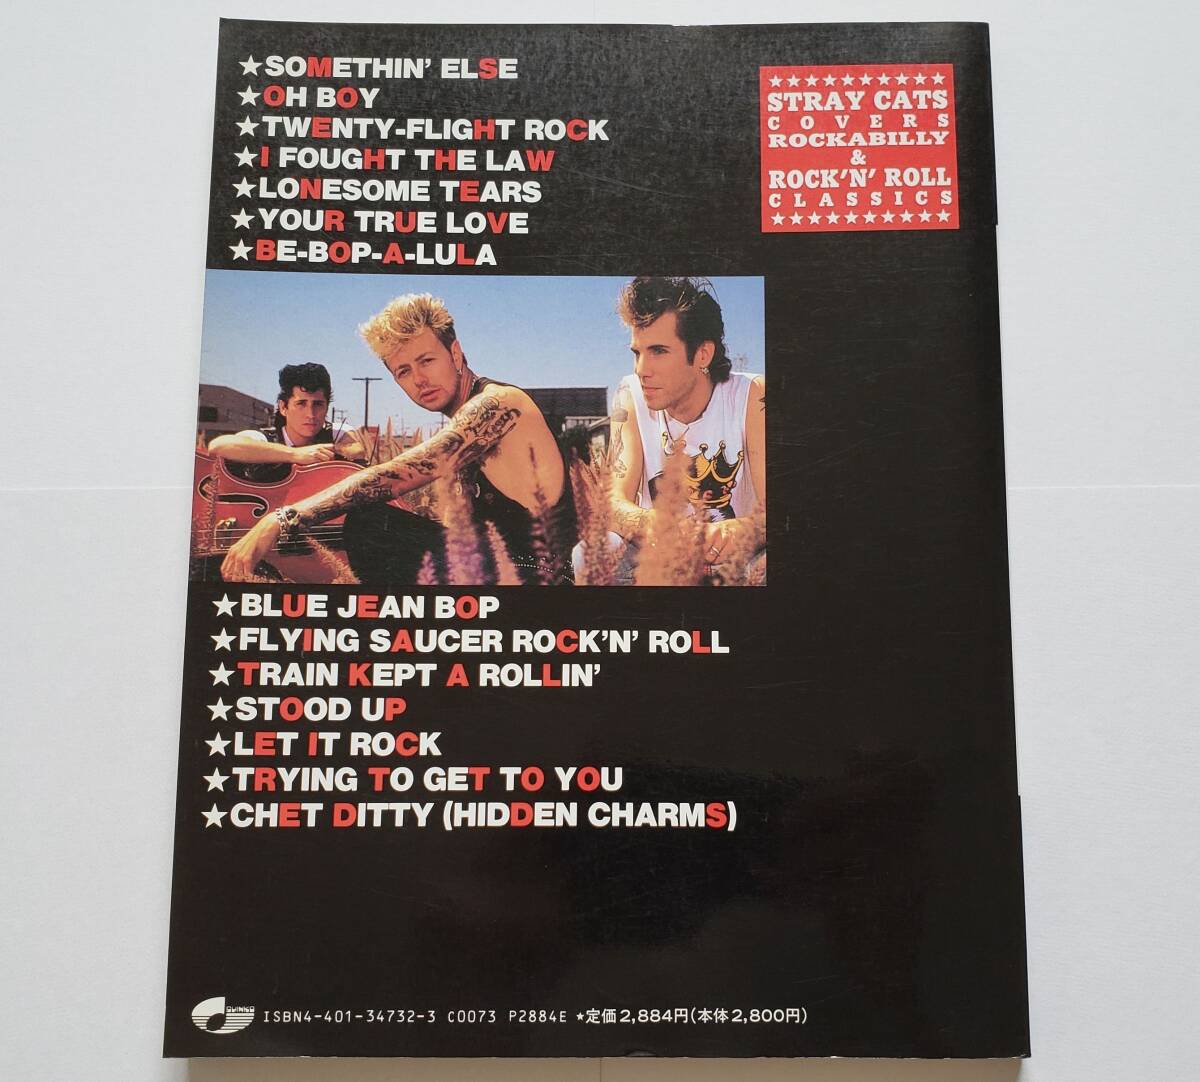 ★SOMETHIN' ELSE
★OH BOY
★TWENTY-FLIGHT ROCK
★I FOUGHT THE LAW
★LONESOME TEARS
★YOUR TRUE LOVE
★BE-BOP-A-LULA
★★★★★★★★★★
STRAY CATS
COVERS
ROCKABILLY
&
ROCK'N' ROLL
CLASSICS
★★★★★★★★★★
★BLUE JEAN BOP
★FLYING SAUCER ROCK'N' ROLL
★TRAIN KEPT A ROLLIN'
★STOOD UP
★LET IT ROCK
★TRYING TO GET TO YOU
★CHET DITTY (HIDDEN CHARMS)
SHINKO
ISBN4-401-34732-3 C0073 P2884E ★定価2,884円(本体2,800円)